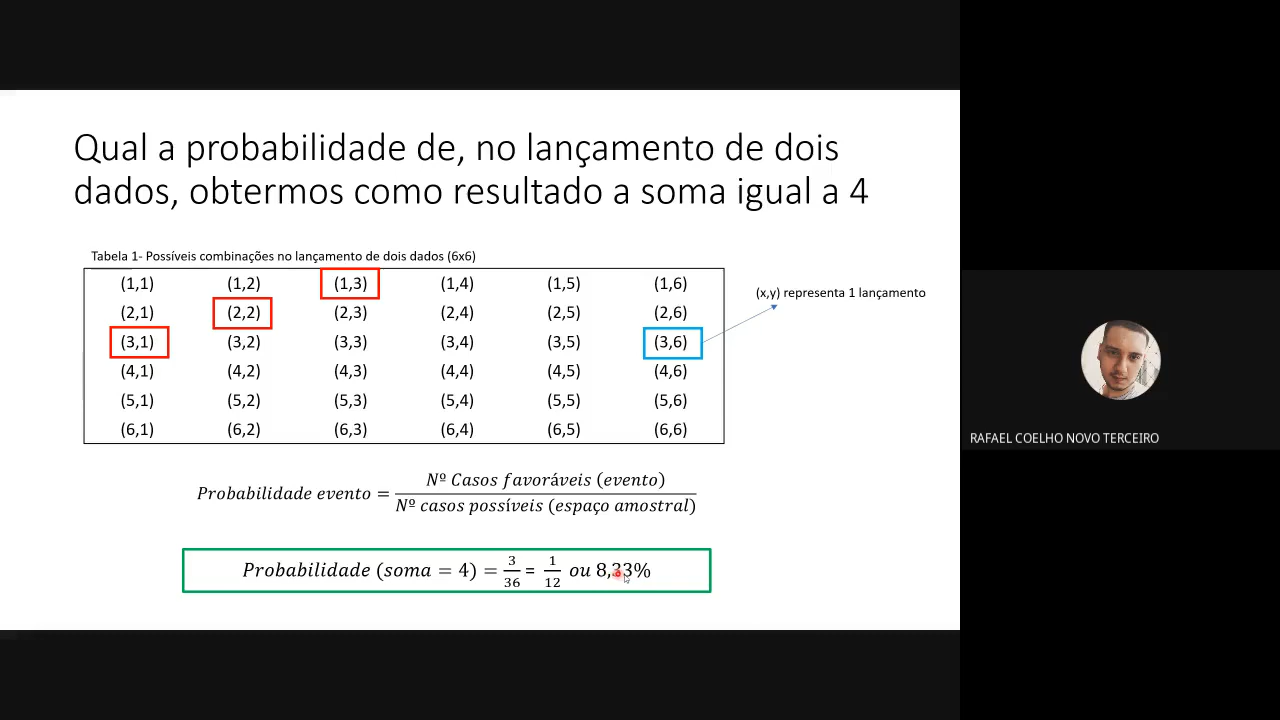 Qual a probabilidade de, no lançamento de dois
dados, obtermos como resultado a soma igual a 4
Tabela 1- Possíveis combinações no lançamento de dois dados (6x6)
(1,1) (1,2) (1,3) (1,4) (1,5) (1,6)
(2,1) (2,2) (2,3) (2,4) (2,5) (2,6)
(3,1) (3,2) (3,3) (3,4) (3,5) (3,6)
(4,1) (4,2) (4,3) (4,4) (4,5) (4,6)
(5,1) (5,2) (5,3) (5,4) (5,5) (5,6)
(6,1) (6,2) (6,3) (6,4) (6,5) (6,6)
(x,y) representa 1 lançamento
Probabilidade evento = Nº Casos favoráveis (evento) / Nº casos possíveis (espaço amostral)
Probabilidade (soma = 4) = 3/36 = 1/12 ou 8,33%
RAFAEL COELHO NOVO TERCEIRO